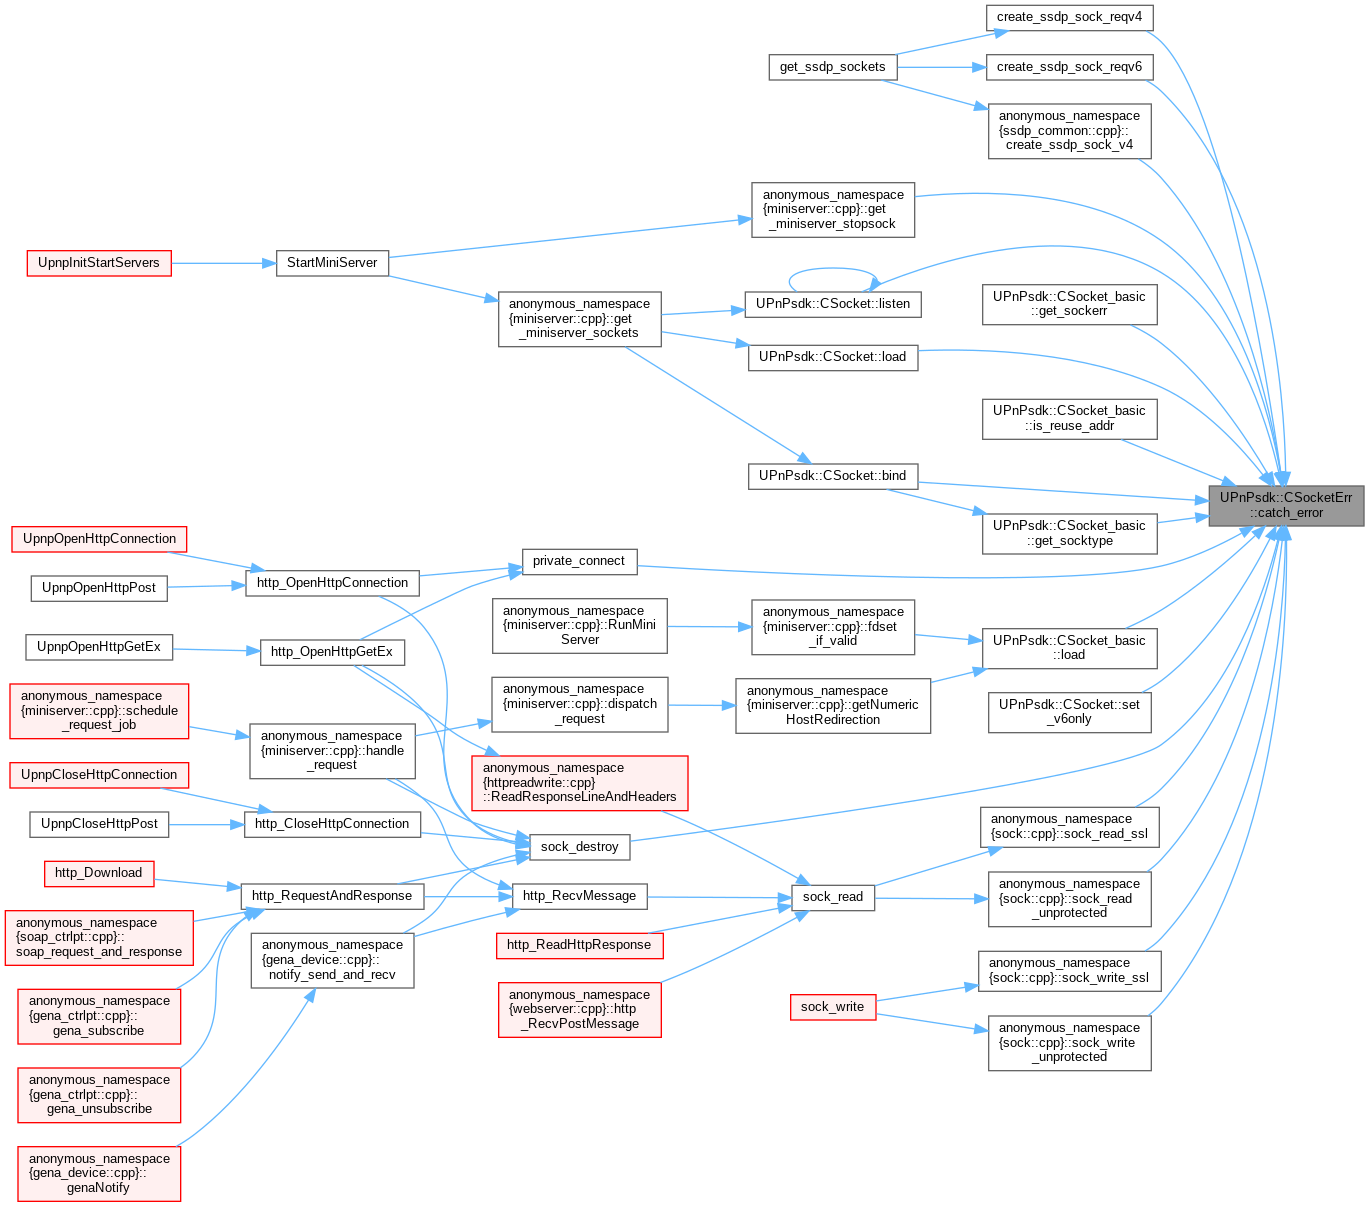 create_ssdp_sock_reqv4
get_ssdp_sockets
create_ssdp_sock_reqv6
anonymous_namespace
{ssdp_common::cpp}::
create_ssdp_sock_v4
anonymous_namespace
{miniserver::cpp}::get
_miniserver_stopsock
UpnpInitStartServers
StartMiniServer
anonymous_namespace
{miniserver::cpp}::get
_miniserver_sockets
UPnPsdk::CSocket::listen
UPnPsdk::CSocket_basic
::get_sockerr
UPnPsdk::CSocket::load
UPnPsdk::CSocket_basic
::is_reuse_addr
UPnPsdk::CSocket::bind
UPnPsdk::CSocketErr
::catch_error
UPnPsdk::CSocket_basic
::get_socktype
UpnpOpenHttpConnection
private_connect
http_OpenHttpConnection
UpnpOpenHttpPost
anonymous_namespace
{miniserver::cpp}::RunMini
Server
anonymous_namespace
{miniserver::cpp}::fdset
_if_valid
UPnPsdk::CSocket_basic
::load
UpnpOpenHttpGetEx
http_OpenHttpGetEx
anonymous_namespace
{miniserver::cpp}::schedule
_request_job
anonymous_namespace
{miniserver::cpp}::dispatch
_request
anonymous_namespace
{miniserver::cpp}::getNumeric
HostRedirection
UPnPsdk::CSocket::set
_v6only
anonymous_namespace
{miniserver::cpp}::handle
_request
UpnpCloseHttpConnection
anonymous_namespace
{httpreadwrite::cpp}
::ReadResponseLineAndHeaders
UpnpCloseHttpPost
http_CloseHttpConnection
sock_destroy
anonymous_namespace
{sock::cpp}::sock_read_ssl
http_Download
http_RequestAndResponse
http_RecvMessage
sock_read
anonymous_namespace
{sock::cpp}::sock_read
_unprotected
anonymous_namespace
{soap_ctrlpt::cpp}::
soap_request_and_response
anonymous_namespace
{gena_device::cpp}::
notify_send_and_recv
http_ReadHttpResponse
anonymous_namespace
{sock::cpp}::sock_write_ssl
anonymous_namespace
{gena_ctrlpt::cpp}::
gena_subscribe
anonymous_namespace
{webserver::cpp}::http
_RecvPostMessage
sock_write
anonymous_namespace
{sock::cpp}::sock_write
_unprotected
anonymous_namespace
{gena_ctrlpt::cpp}::
gena_unsubscribe
anonymous_namespace
{gena_device::cpp}::
genaNotify